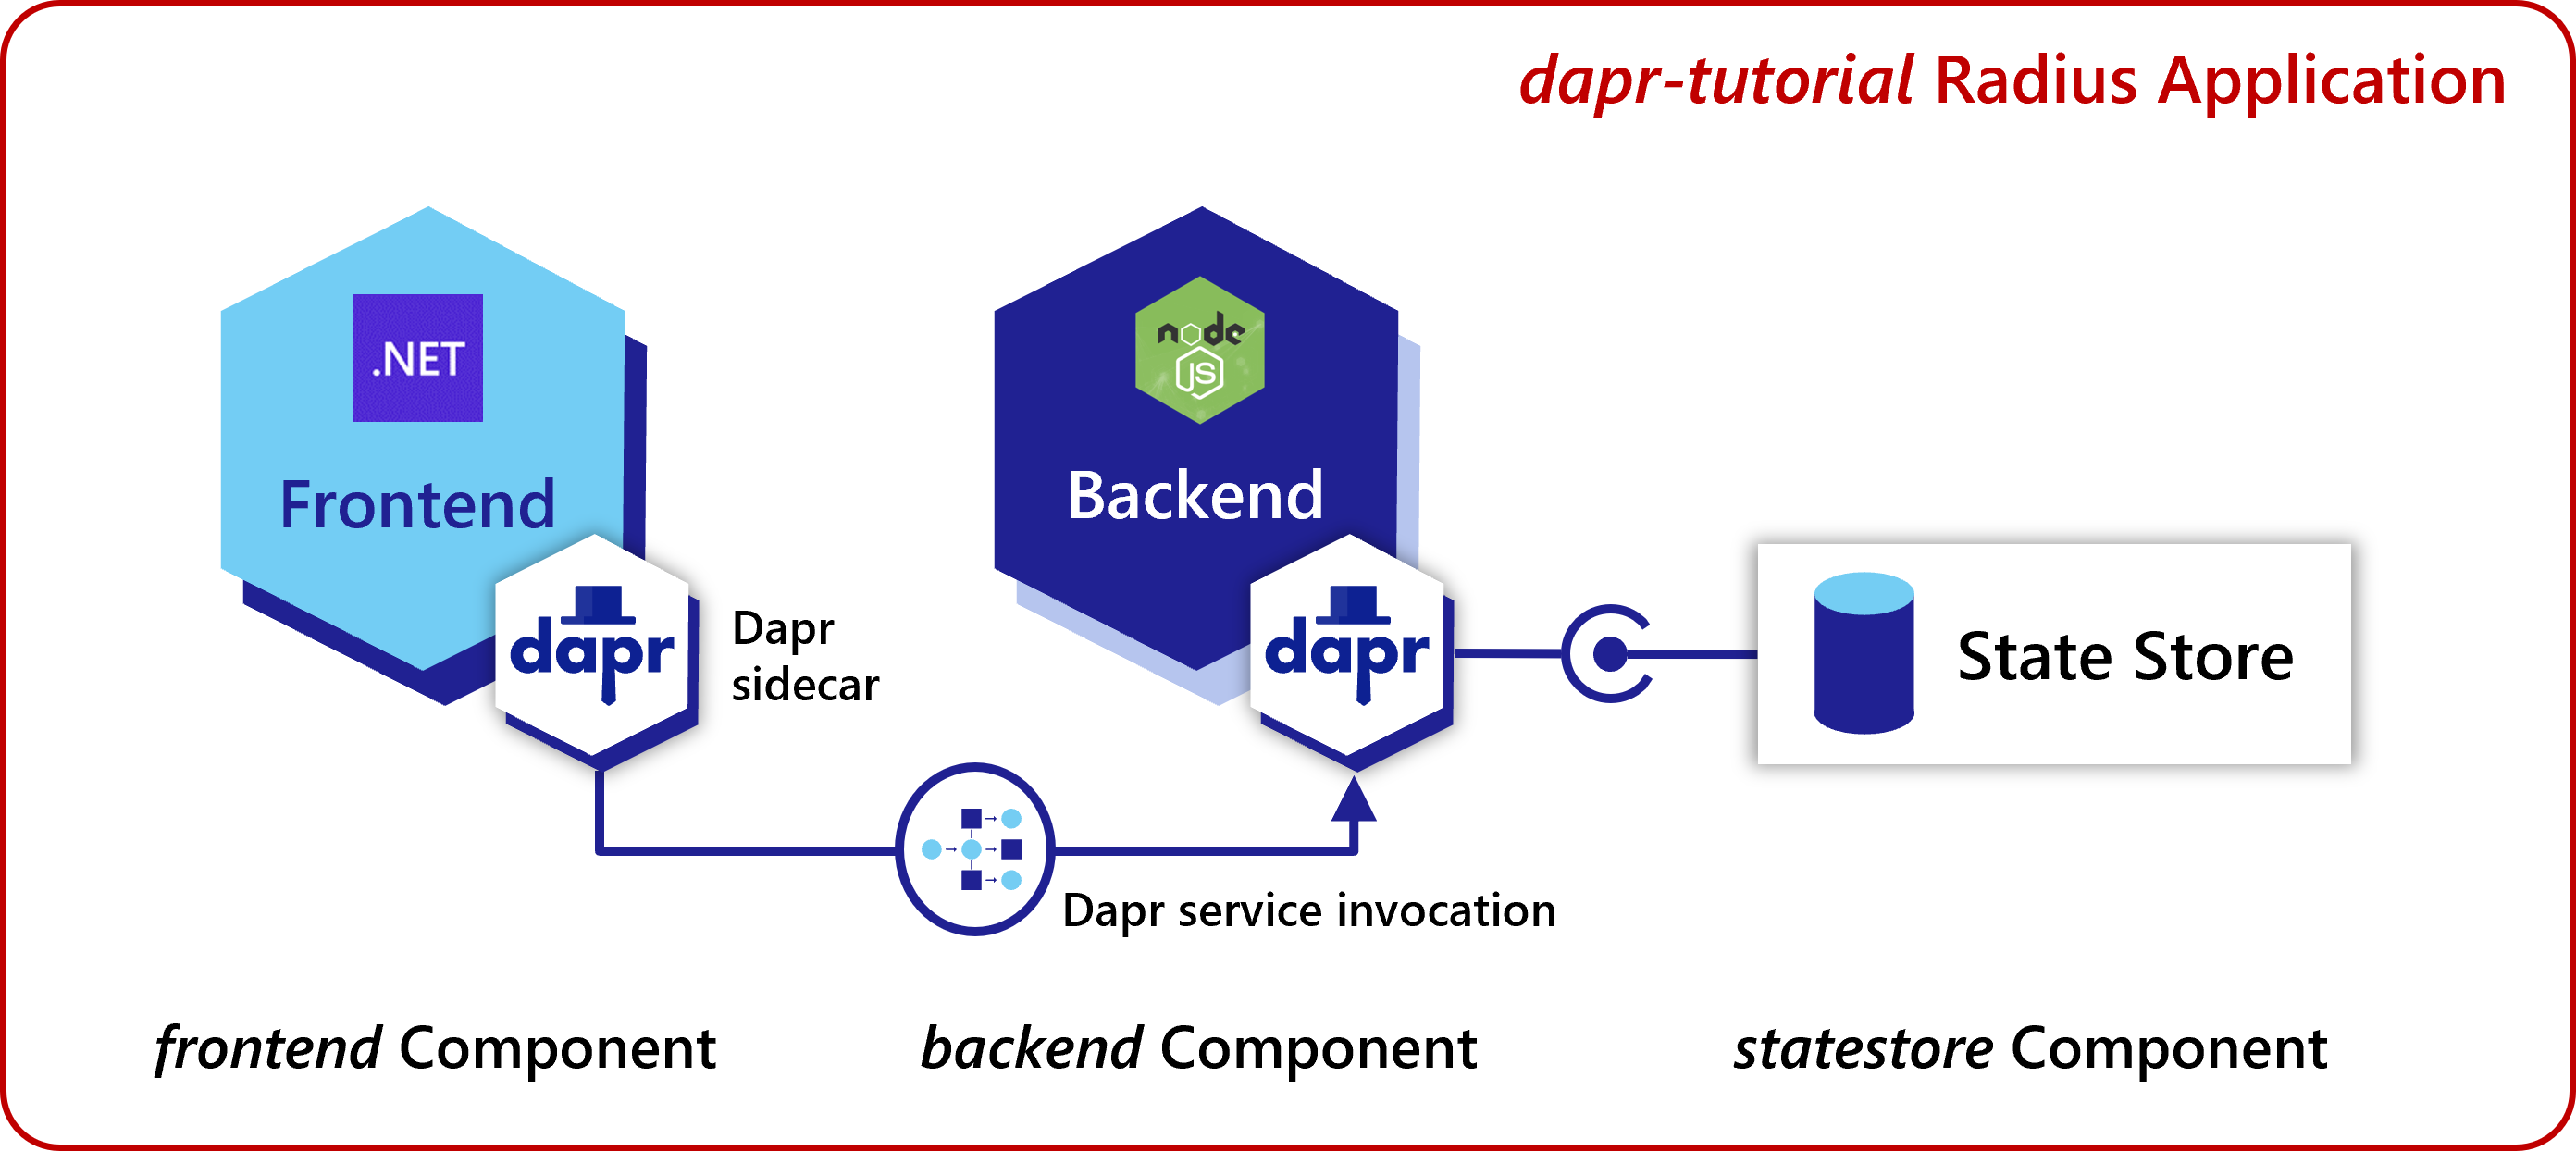 dapr-tutorial Radius Application
.NET
Frontend
dapr
Dapr
sidecar
node
JS
Backend
dapr
State Store
Dapr service invocation
frontend Component
backend Component
statestore Component